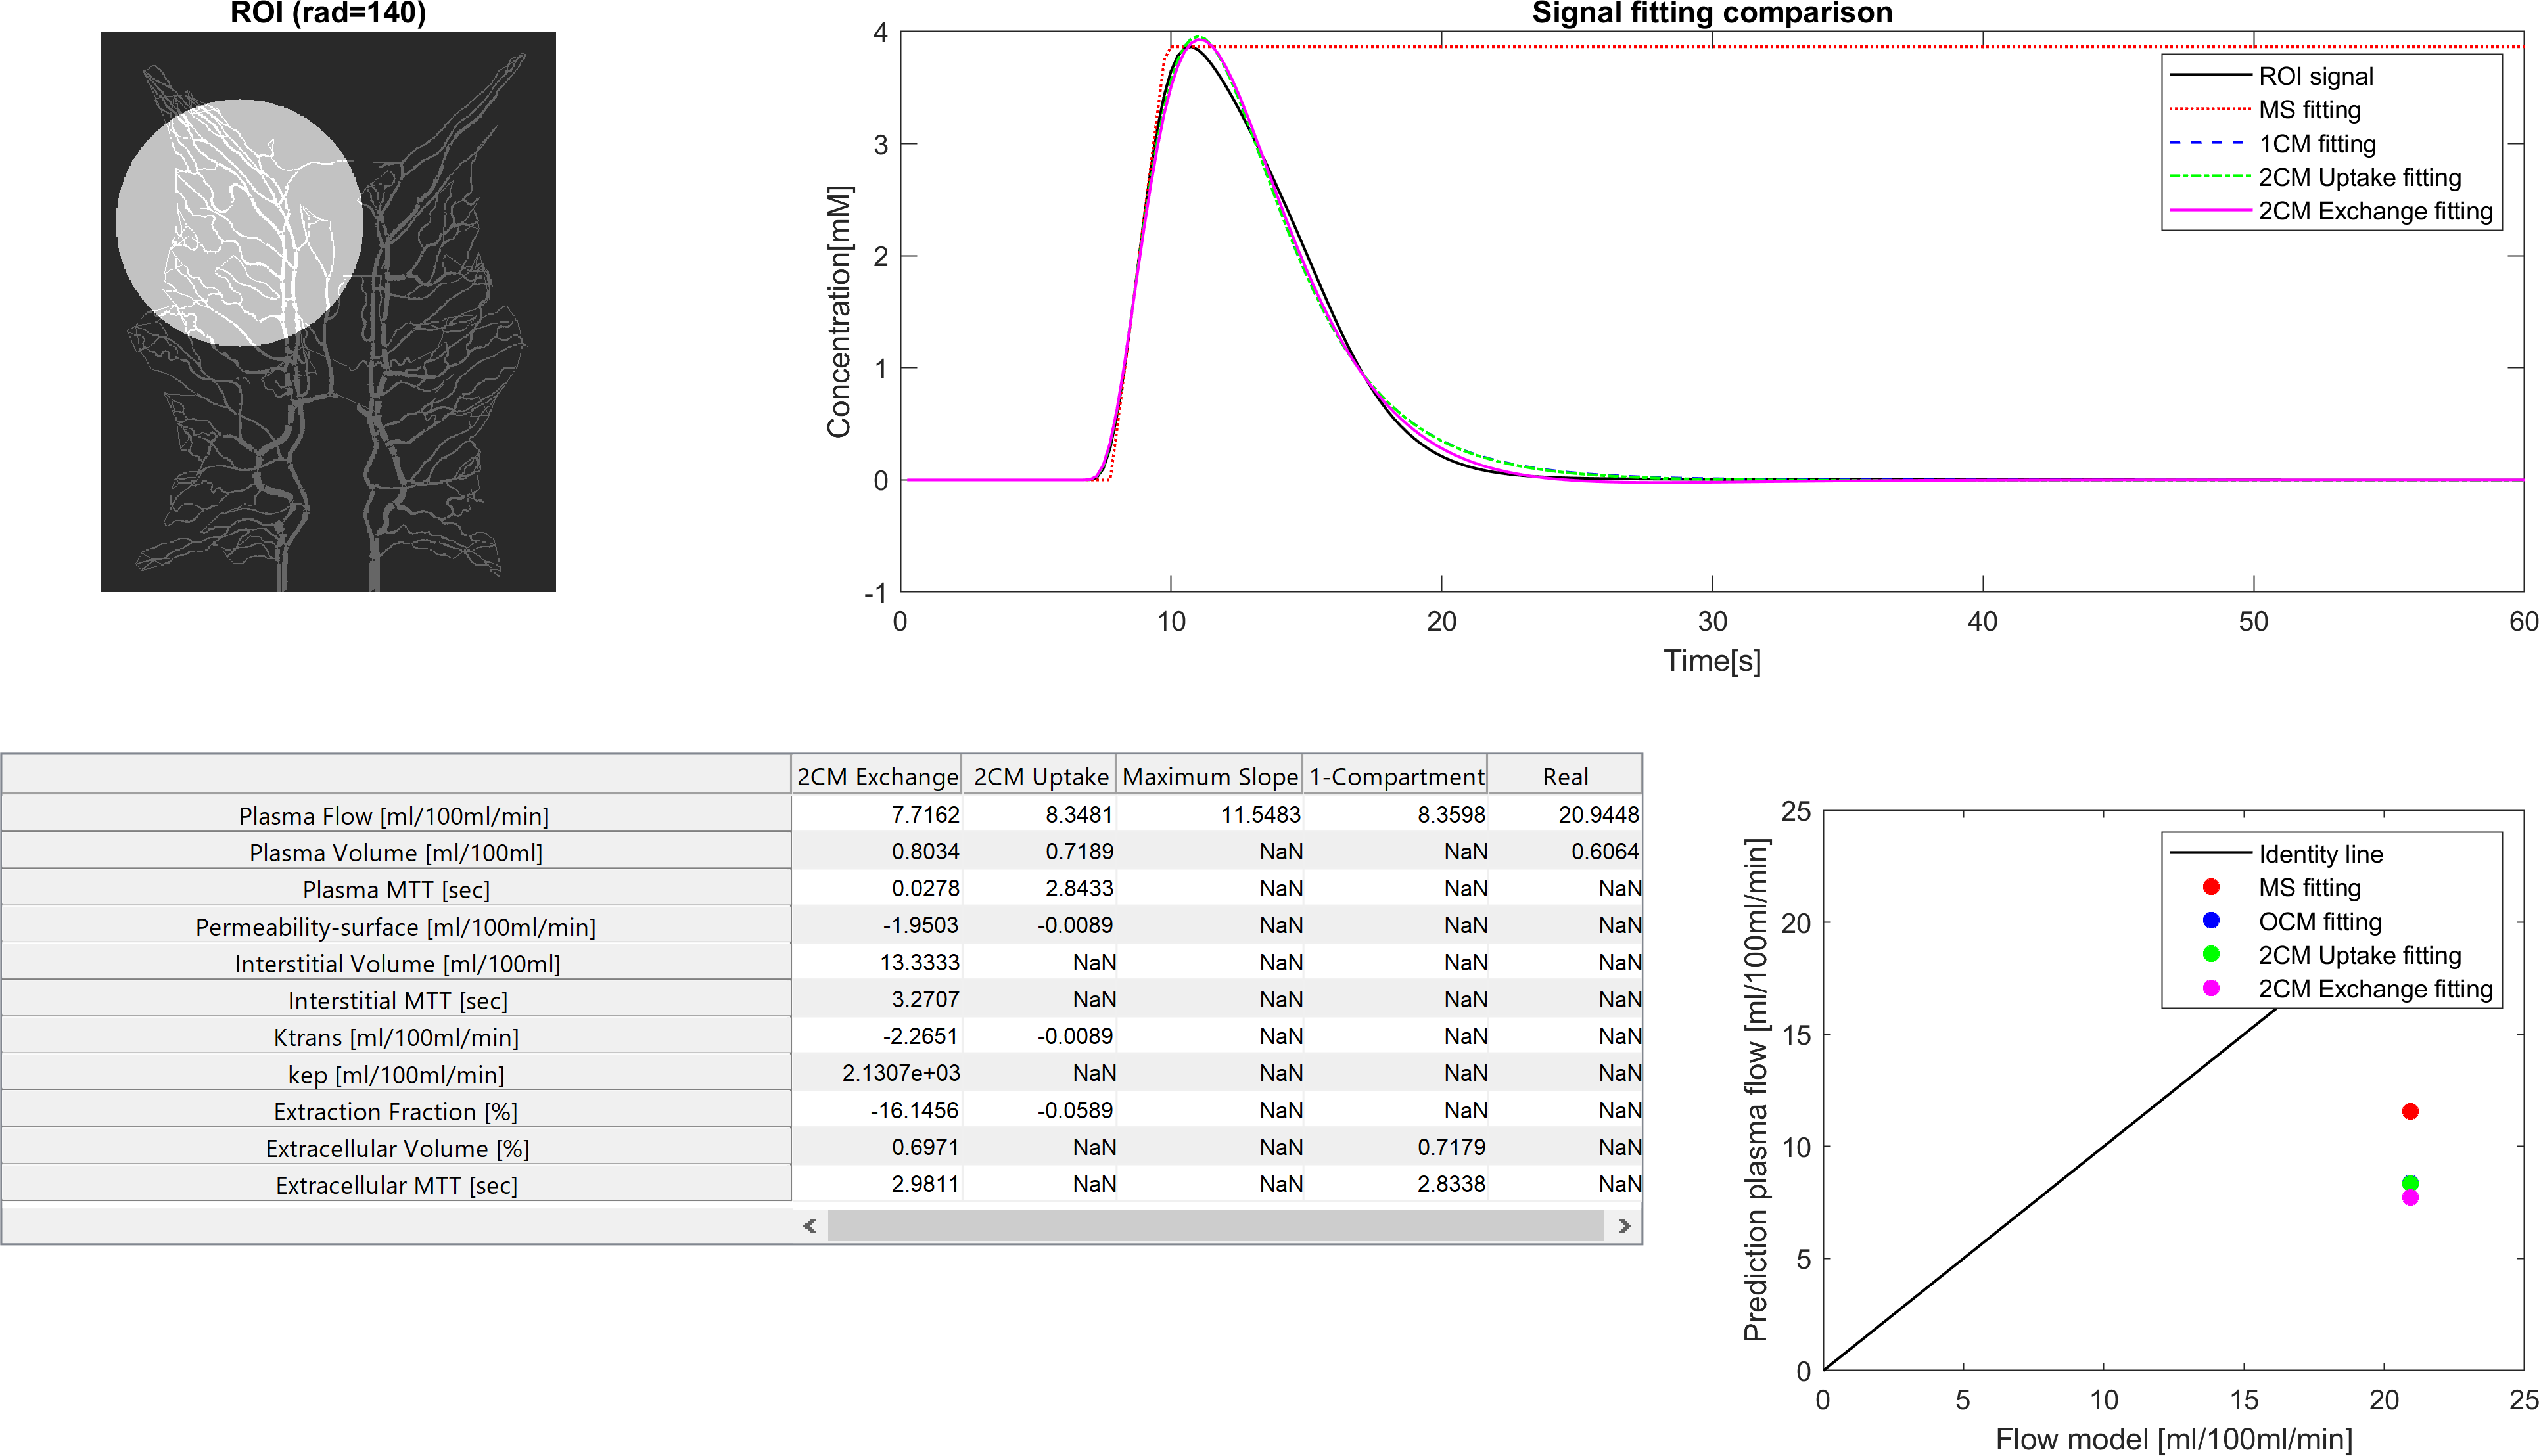 ROI (rad=140)
Signal fitting comparison
4
3
2
1
0
-1
Concentration[mM]
0 10 20 30 40 50 60
Time[s]
ROI signal
MS fitting
1CM fitting
2CM Uptake fitting
2CM Exchange fitting
2CM Exchange 2CM Uptake Maximum Slope 1-Compartment Real
Plasma Flow [ml/100ml/min] 7.7162 8.3481 11.5483 8.3598 20.9448
Plasma Volume [ml/100ml] 0.8034 0.7189 NaN NaN 0.6064
Plasma MTT [sec] 0.0278 2.8433 NaN NaN NaN
Permeability-surface [ml/100ml/min] -1.9503 -0.0089 NaN NaN NaN
Interstitial Volume [ml/100ml] 13.3333 NaN NaN NaN NaN
Interstitial MTT [sec] 3.2707 NaN NaN NaN NaN
Ktrans [ml/100ml/min] -2.2651 -0.0089 NaN NaN NaN
kep [ml/100ml/min] 2.1307e+03 NaN NaN NaN NaN
Extraction Fraction [%] -16.1456 -0.0589 NaN NaN NaN
Extracellular Volume [%] 0.6971 NaN NaN 0.7179 NaN
Extracellular MTT [sec] 2.9811 NaN NaN 2.8338 NaN
25
20
15
10
5
0
Prediction plasma flow [ml/100ml/min]
Identity line
MS fitting
OCM fitting
2CM Uptake fitting
2CM Exchange fitting
0 5 10 15 20 25
Flow model [ml/100ml/min]